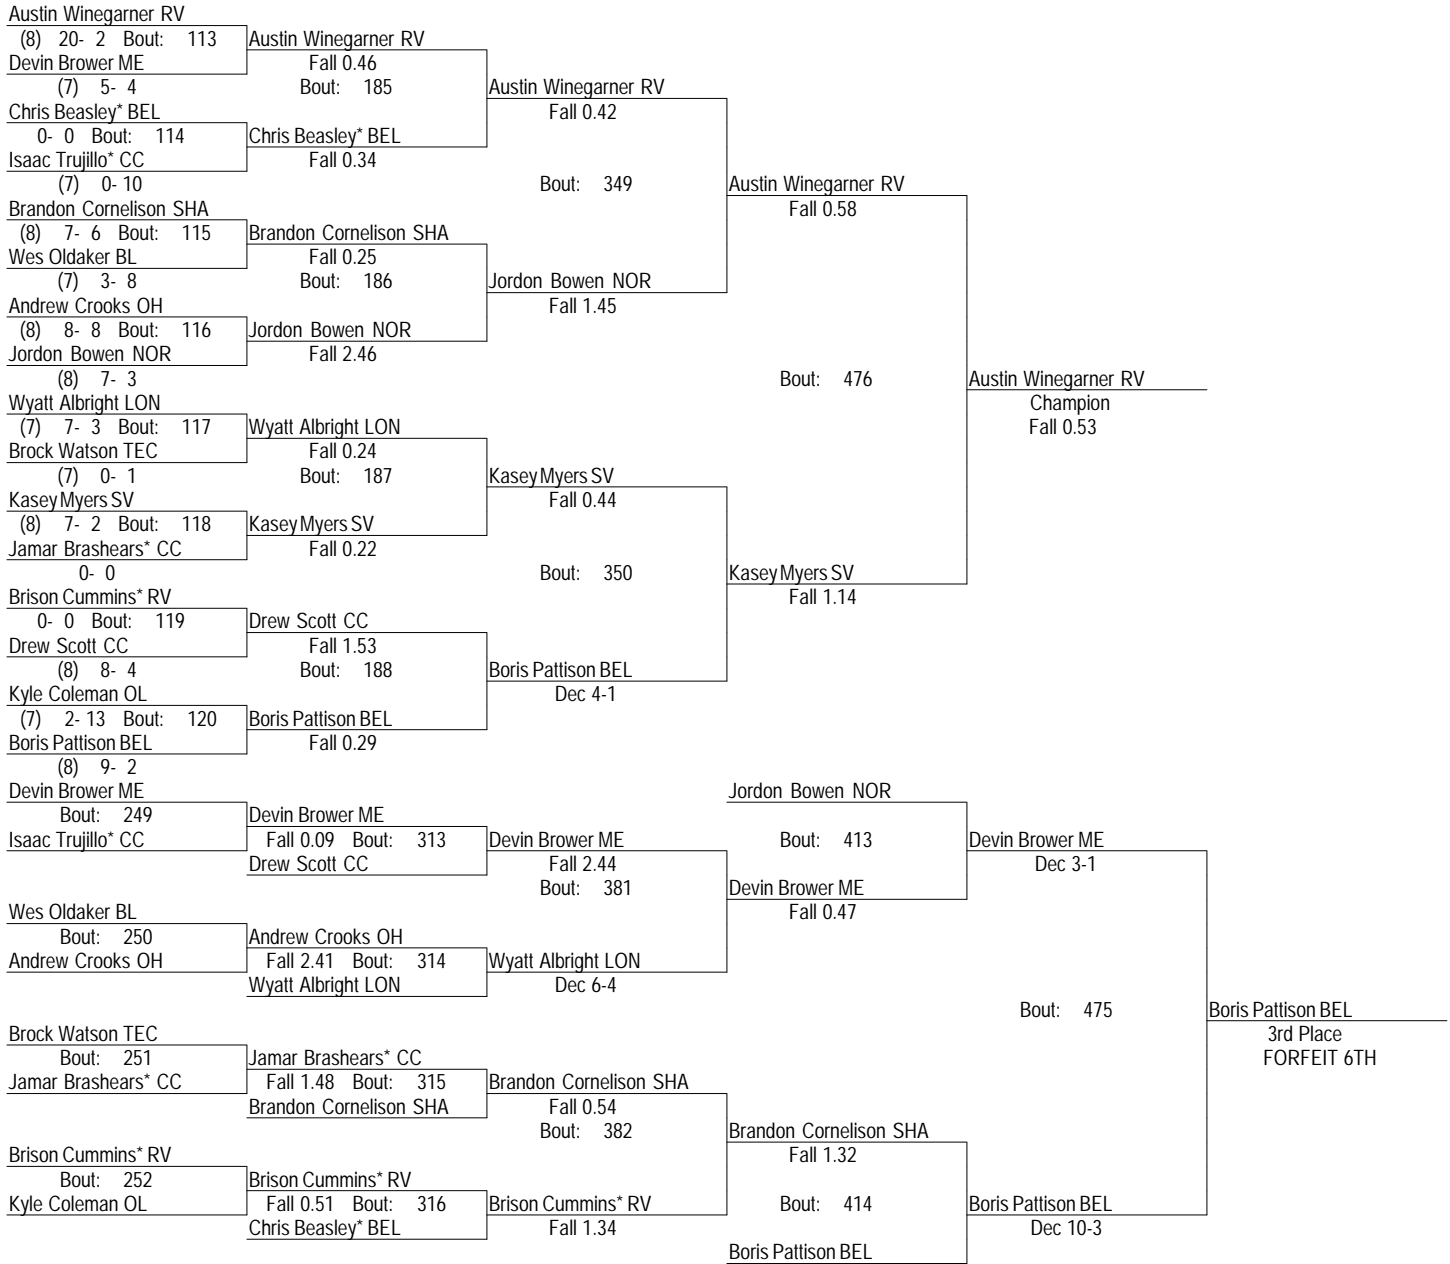 Austin Winegarner RV
(8) 20- 2 Bout: 113 Austin Winegarner RV
Devin Brower ME Fall 0.46
(7) 5- 4 Bout: 185 Austin Winegarner RV
Chris Beasley* BEL Fall 0.42
0- 0 Bout: 114 Chris Beasley* BEL
Isaac Trujillo* CC Fall 0.34
(7) 0- 10 Bout: 349 Austin Winegarner RV
Brandon Cornelison SHA Fall 0.58
(8) 7- 6 Bout: 115 Brandon Cornelison SHA
Wes Oldaker BL Fall 0.25
(7) 3- 8 Bout: 186 Jordon Bowen NOR
Andrew Crooks OH Fall 1.45
(8) 8- 8 Bout: 116 Jordon Bowen NOR
Jordon Bowen NOR Fall 2.46
(8) 7- 3 Bout: 476 Austin Winegarner RV
Wyatt Albright LON Champion
(7) 7- 3 Bout: 117 Wyatt Albright LON Fall 0.53
Brock Watson TEC Fall 0.24
(7) 0- 1 Bout: 187 Kasey Myers SV
Kasey Myers SV Fall 0.44
(8) 7- 2 Bout: 118 Kasey Myers SV
Jamar Brashears* CC Fall 0.22
0- 0 Bout: 350 Kasey Myers SV
Brison Cummins* RV Fall 1.14
0- 0 Bout: 119 Drew Scott CC
Drew Scott CC Fall 1.53
(8) 8- 4 Bout: 188 Boris Pattison BEL
Kyle Coleman OL Dec 4-1
(7) 2- 13 Bout: 120 Boris Pattison BEL
Boris Pattison BEL Fall 0.29
(8) 9- 2
Devin Brower ME Jordon Bowen NOR
Bout: 249 Devin Brower ME
Isaac Trujillo* CC Fall 0.09 Bout: 313 Devin Brower ME Bout: 413 Devin Brower ME
Drew Scott CC Fall 2.44 Dec 3-1
Bout: 381 Devin Brower ME
Wes Oldaker BL Fall 0.47
Bout: 250 Andrew Crooks OH
Andrew Crooks OH Fall 2.41 Bout: 314 Wyatt Albright LON
Wyatt Albright LON Dec 6-4
Bout: 475 Boris Pattison BEL
Brock Watson TEC 3rd Place
Bout: 251 Jamar Brashears* CC FORFEIT 6TH
Jamar Brashears* CC Fall 1.48 Bout: 315 Brandon Cornelison SHA
Brandon Cornelison SHA Fall 0.54
Bout: 382 Brandon Cornelison SHA
Brison Cummins* RV Fall 1.32
Bout: 252 Brison Cummins* RV
Kyle Coleman OL Fall 0.51 Bout: 316 Brison Cummins* RV Bout: 414 Boris Pattison BEL
Chris Beasley* BEL Fall 1.34 Dec 10-3
Boris Pattison BEL